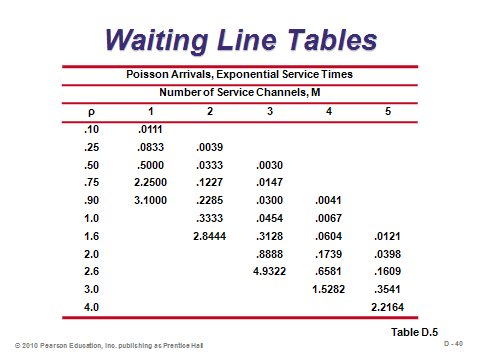 Waiting Line Tables
Poisson Arrivals, Exponential Service Times
Number of Service Channels, M
ρ 1 2 3 4 5
.10 .0111
.25 .0833 .0039
.50 .5000 .0333 .0030
.75 2.2500 .1227 .0147
.90 3.1000 .2285 .0300 .0041
1.0 .3333 .0454 .0067
1.6 2.8444 .3128 .0604 .0121
2.0 .8888 .1739 .0398
2.6 4.9322 .6581 .1609
3.0 1.5282 .3541
4.0 2.2164
Table D.5
© 2010 Pearson Education, Inc. publishing as Prentice Hall
D - 40